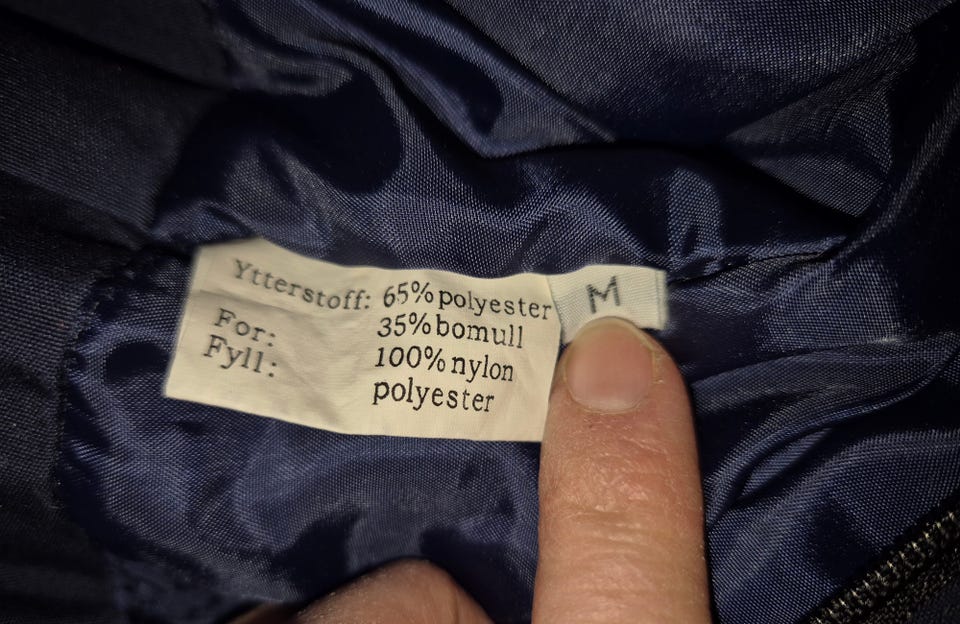 Ytterstoff: 65% polyester M
35% bomull
For: 100% nylon
Fyll: polyester